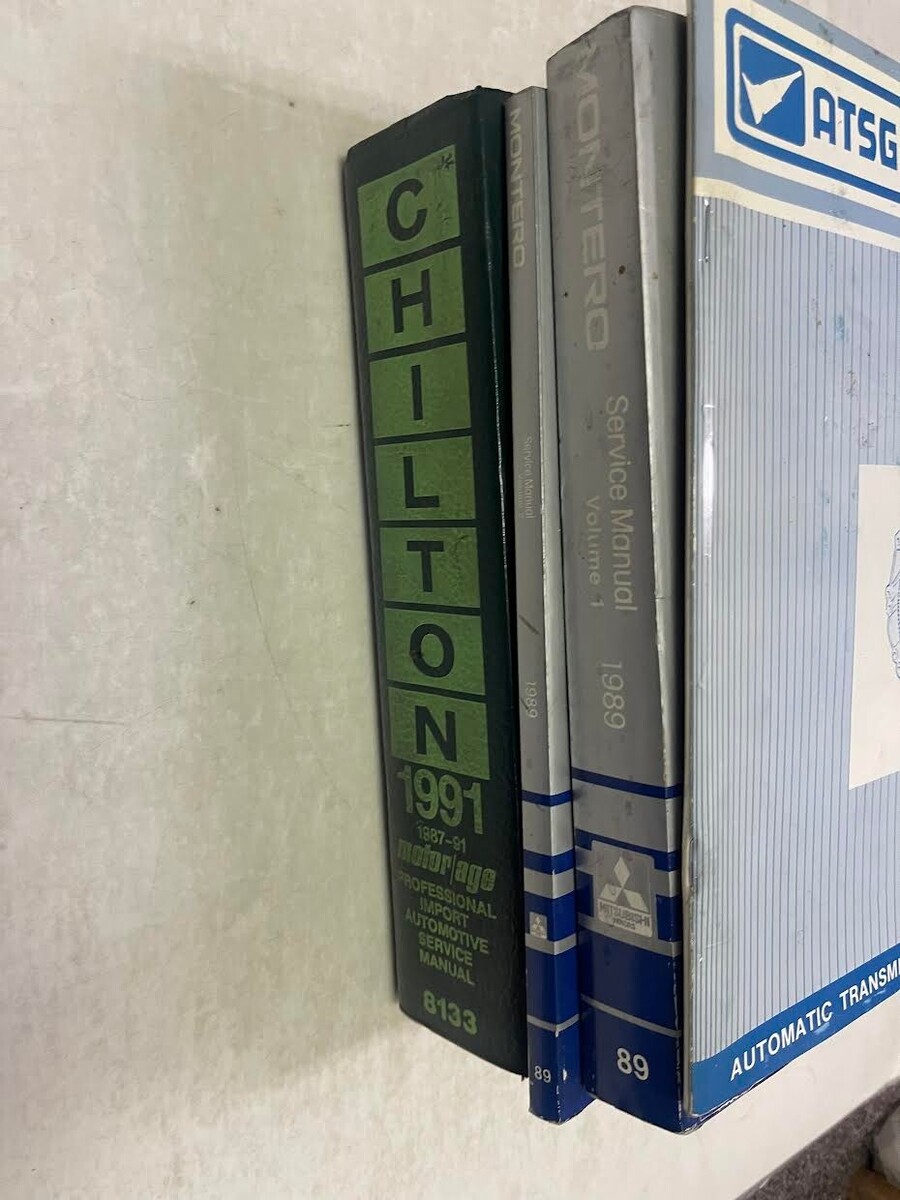 CHILTON
1991
1987-91
motor/age
PROFESSIONAL
IMPORT
AUTOMOTIVE
SERVICE
MANUAL
8133
MONTERO
Service Manual
1989
89
MONTERO
Service Manual
Volume 1
1989
MITSUBISHI
89
ATSG
AUTOMATIC TRANSMI